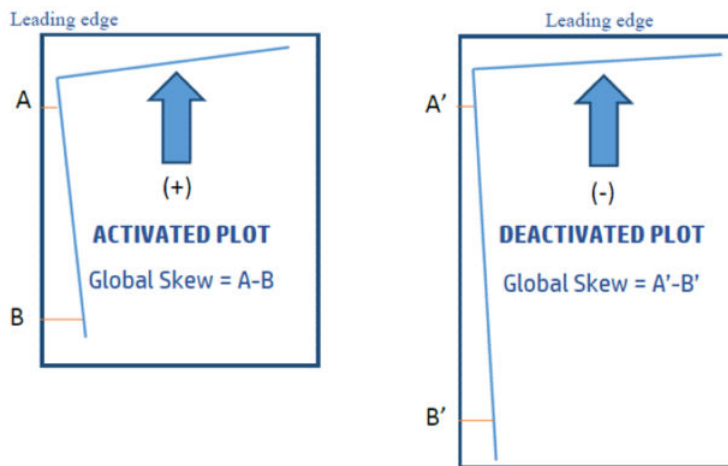 Leading edge
A
(+)
ACTIVATED PLOT
Global Skew = A-B
B
Leading edge
A’
(-)
DEACTIVATED PLOT
Global Skew = A’-B’
B’